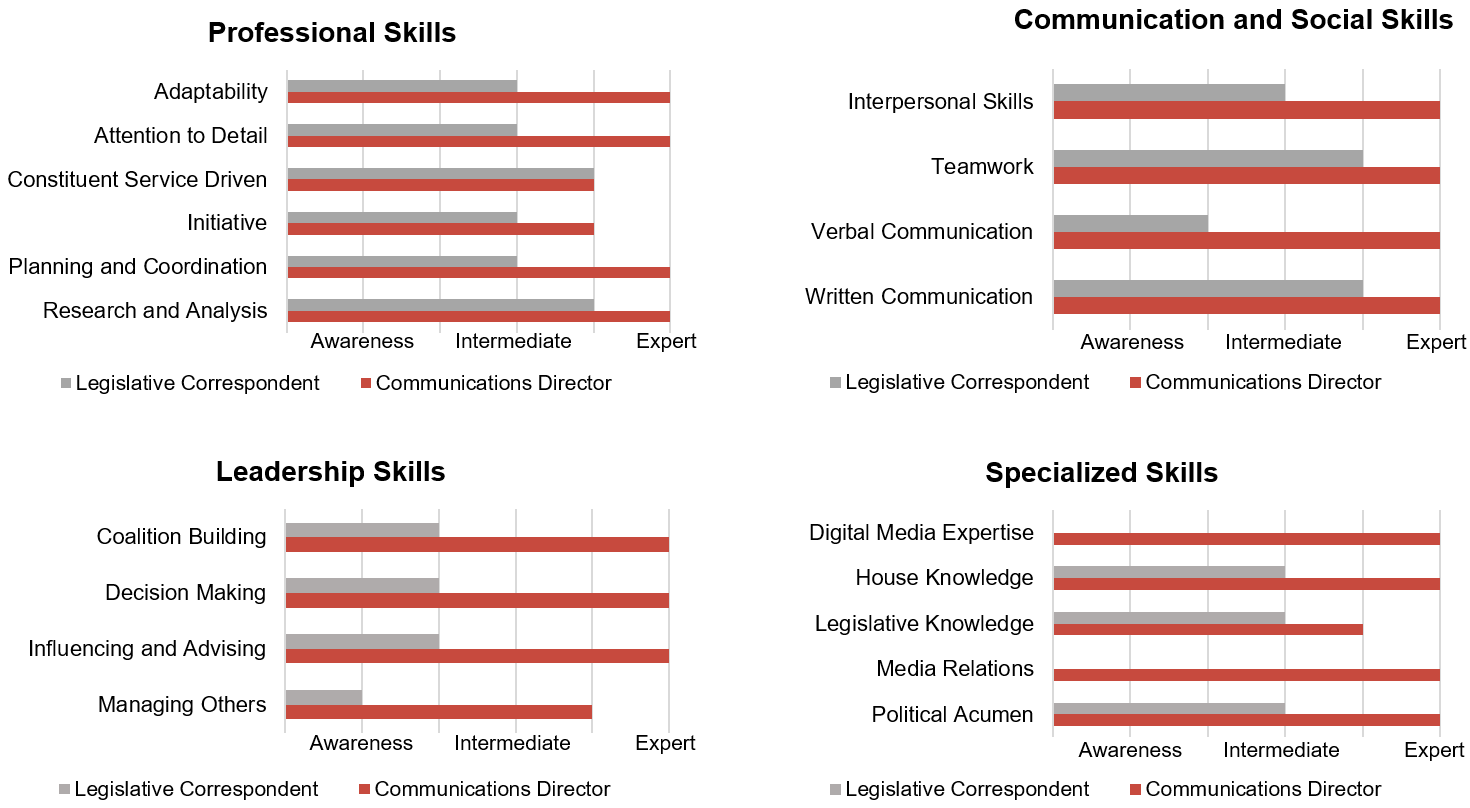 Professional Skills
Adaptability
Attention to Detail
Constituent Service Driven
Initiative
Planning and Coordination
Research and Analysis
Awareness Intermediate Expert
Legislative Correspondent Communications Director
Communication and Social Skills
Interpersonal Skills
Teamwork
Verbal Communication
Written Communication
Awareness Intermediate Expert
Legislative Correspondent Communications Director
Leadership Skills
Coalition Building
Decision Making
Influencing and Advising
Managing Others
Awareness Intermediate Expert
Legislative Correspondent Communications Director
Specialized Skills
Digital Media Expertise
House Knowledge
Legislative Knowledge
Media Relations
Political Acumen
Awareness Intermediate Expert
Legislative Correspondent Communications Director